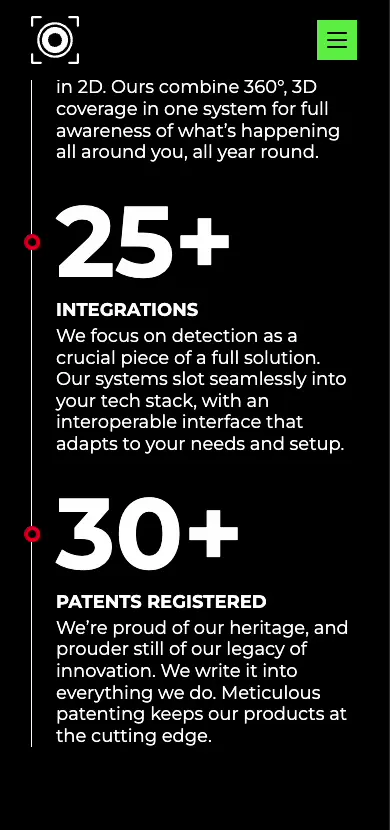 in 2D. Ours combine 360°, 3D
coverage in one system for full
awareness of what’s happening
all around you, all year round.
25+
INTEGRATIONS
We focus on detection as a
crucial piece of a full solution.
Our systems slot seamlessly into
your tech stack, with an
interoperable interface that
adapts to your needs and setup.
30+
PATENTS REGISTERED
We’re proud of our heritage, and
prouder still of our legacy of
innovation. We write it into
everything we do. Meticulous
patenting keeps our products at
the cutting edge.